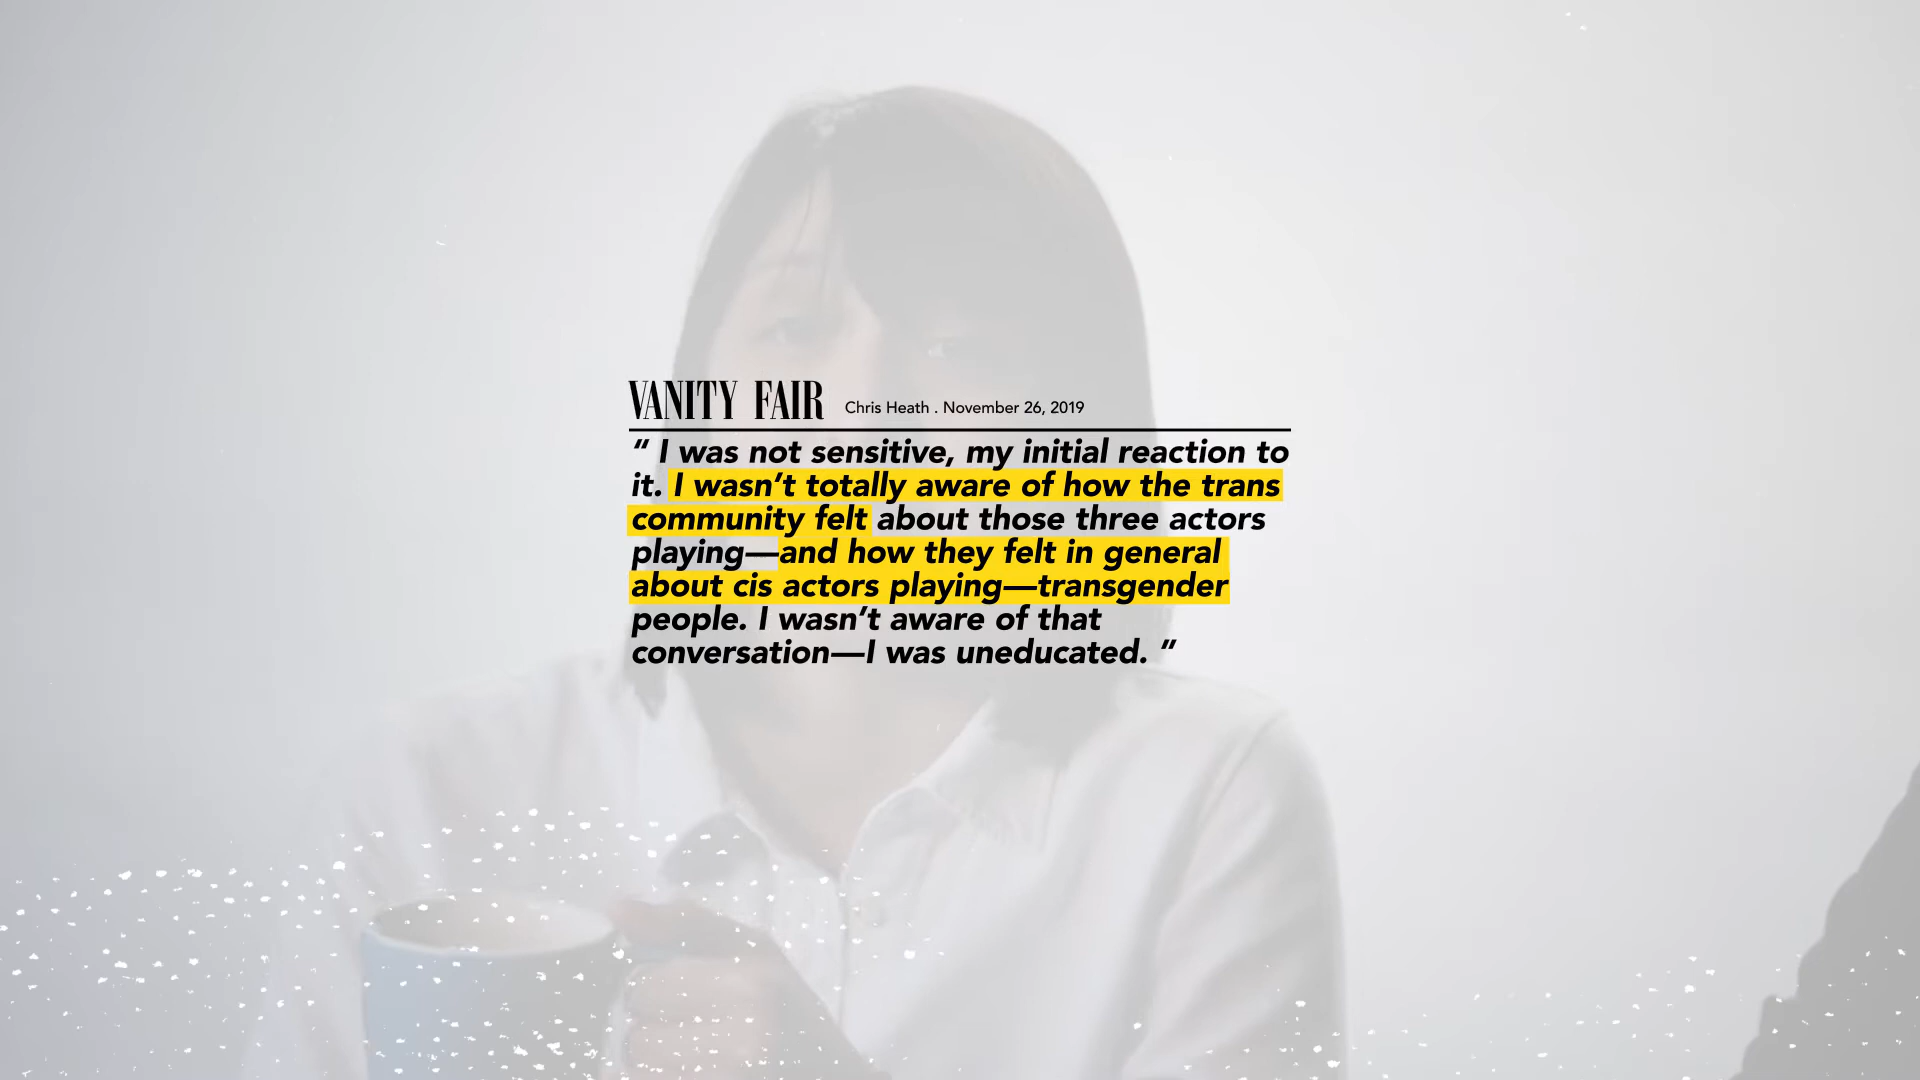 VANITY FAIR Chris Heath . November 26, 2019
“ I was not sensitive, my initial reaction to
it. I wasn’t totally aware of how the trans
community felt about those three actors
playing—and how they felt in general
about cis actors playing—transgender
people. I wasn’t aware of that
conversation—I was uneducated. ”